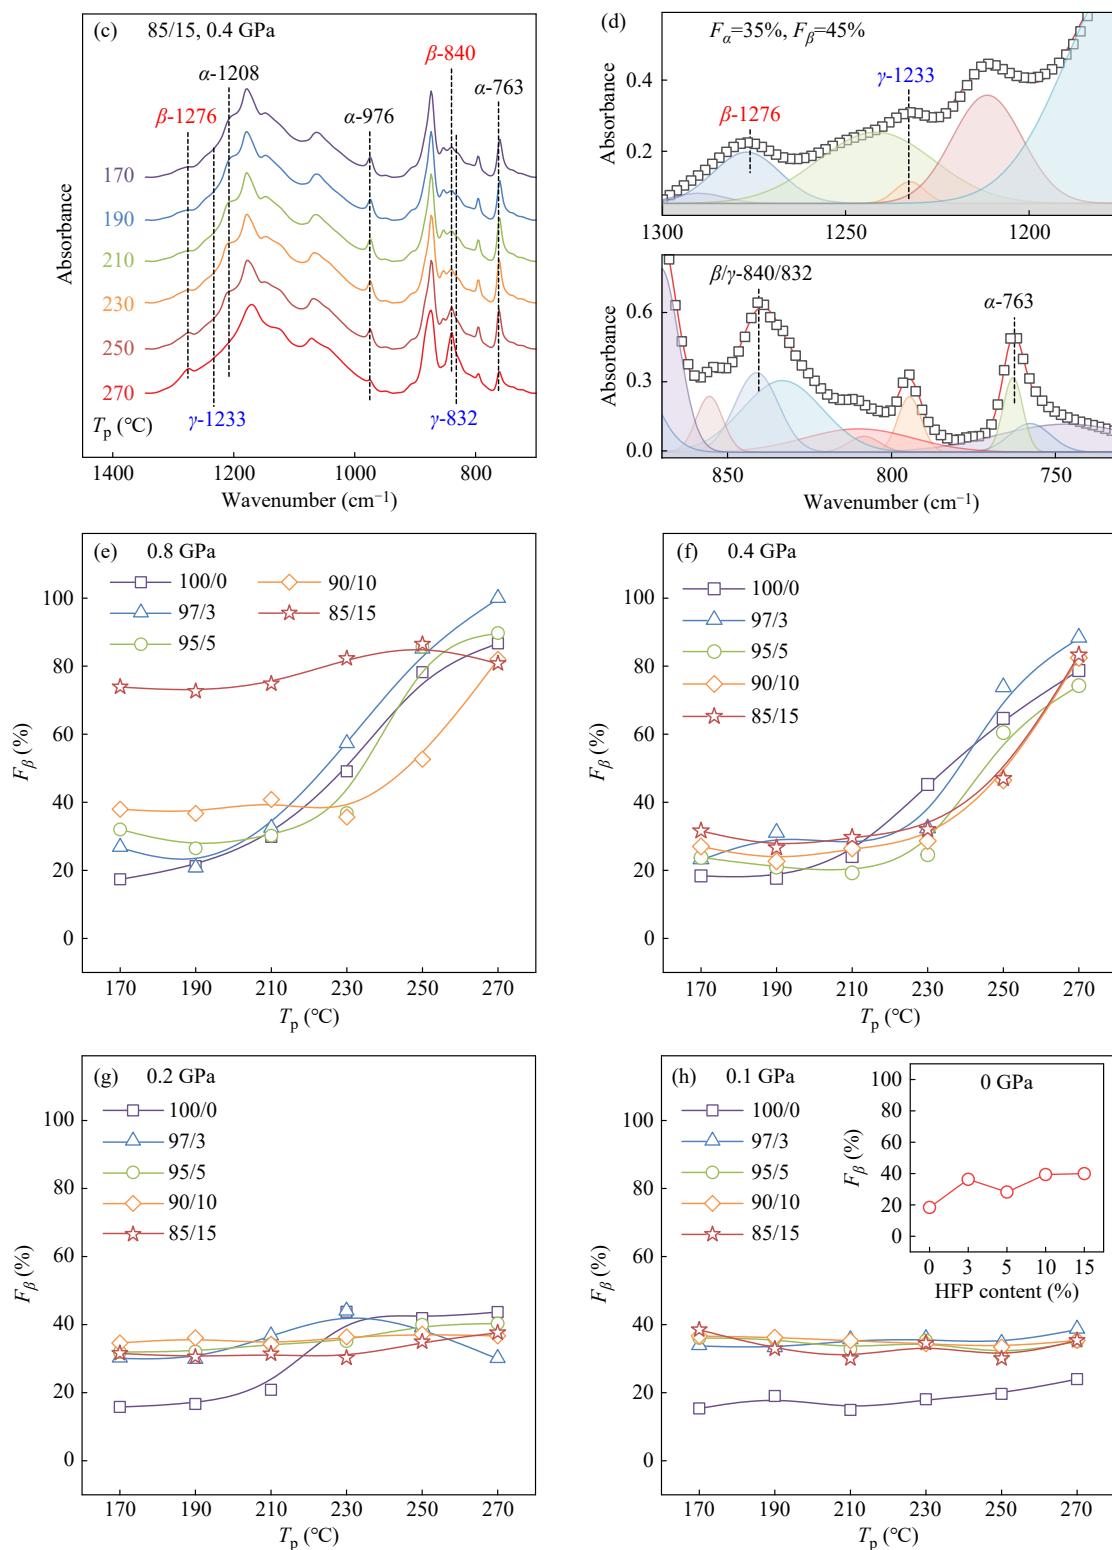 (c) 85/15, 0.4 GPa
β-840
α-1208
α-763
β-1276
α-976
170
190
210
230
250
270
γ-1233
γ-832
Tp (°C)
Absorbance
1400 1200 1000 800
Wavenumber (cm−1)
(d) Fα=35%, Fβ=45%
γ-1233
β-1276
0.4
0.2
Absorbance
1300 1250 1200
β/γ-840/832
α-763
0.6
0.3
0.0
Absorbance
850 800 750
Wavenumber (cm−1)
(e) 0.8 GPa
100/0 90/10
97/3 85/15
95/5
100
80
60
40
20
0
Fβ (%)
170 190 210 230 250 270
Tp (°C)
(f) 0.4 GPa
100/0
97/3
95/5
90/10
85/15
100
80
60
40
20
0
Fβ (%)
170 190 210 230 250 270
Tp (°C)
(g) 0.2 GPa
100/0
97/3
95/5
90/10
85/15
100
80
60
40
20
0
Fβ (%)
170 190 210 230 250 270
Tp (°C)
(h) 0.1 GPa
100/0
97/3
95/5
90/10
85/15
100
80
60
40
20
0
Fβ (%)
170 190 210 230 250 270
Tp (°C)
0 GPa
100
80
60
40
20
0
Fβ (%)
0 3 5 10 15
HFP content (%)